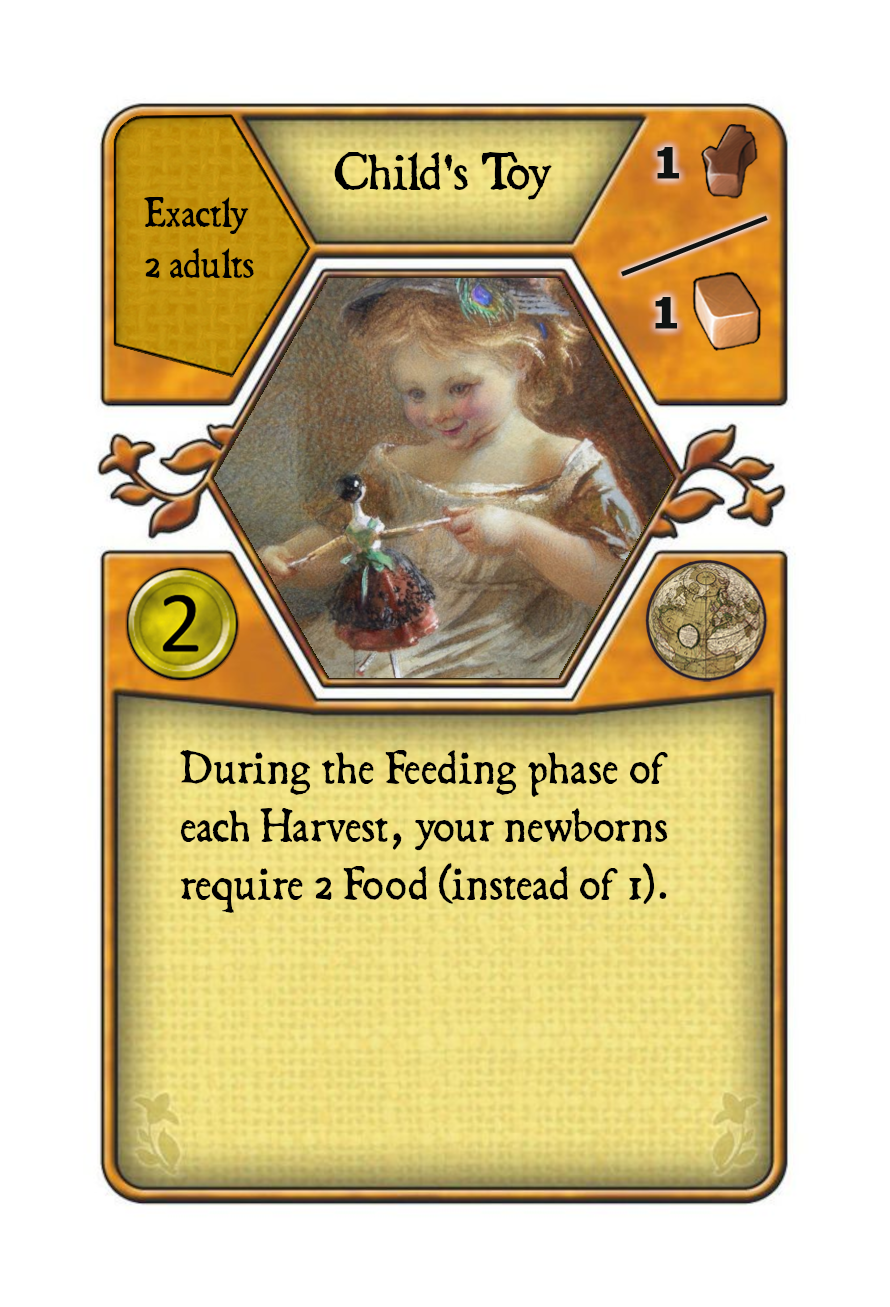 Exactly
2 adults
Child's Toy
1
1
2
During the Feeding phase of
each Harvest, your newborns
require 2 Food (instead of 1).